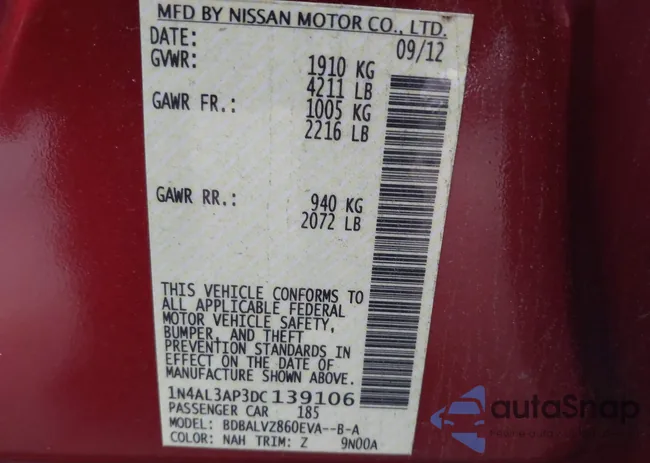 MFD BY NISSAN MOTOR CO., LTD.
DATE: 09/12
GVWR: 1910 KG
4211 LB
GAWR FR.: 1005 KG
2216 LB
GAWR RR.: 940 KG
2072 LB
THIS VEHICLE CONFORMS TO
ALL APPLICABLE FEDERAL
MOTOR VEHICLE SAFETY,
BUMPER, AND THEFT
PREVENTION STANDARDS IN
EFFECT ON THE DATE OF
MANUFACTURE SHOWN ABOVE.
1N4AL3AP3DC139106
PASSENGER CAR 185
MODEL: BDBALVZ860EVA--B-A
COLOR: NAH TRIM: Z 9N00A
autoSnap